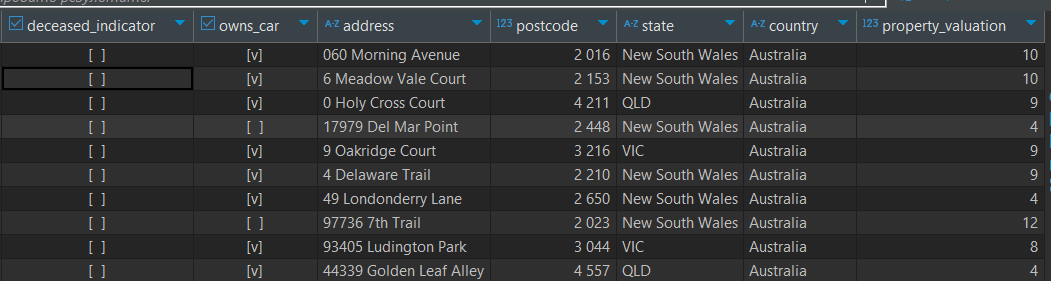 deceased_indicator owns_car A-Z address 123 postcode A-Z state A-Z country 123 property_valuation
[ ] [v] 060 Morning Avenue 2 016 New South Wales Australia 10
[ ] [v] 6 Meadow Vale Court 2 153 New South Wales Australia 10
[ ] [v] 0 Holy Cross Court 4 211 QLD Australia 9
[ ] [ ] 17979 Del Mar Point 2 448 New South Wales Australia 4
[ ] [v] 9 Oakridge Court 3 216 VIC Australia 9
[ ] [v] 4 Delaware Trail 2 210 New South Wales Australia 9
[ ] [v] 49 Londonderry Lane 2 650 New South Wales Australia 4
[ ] [ ] 97736 7th Trail 2 023 New South Wales Australia 12
[ ] [v] 93405 Ludington Park 3 044 VIC Australia 8
[ ] [v] 44339 Golden Leaf Alley 4 557 QLD Australia 4